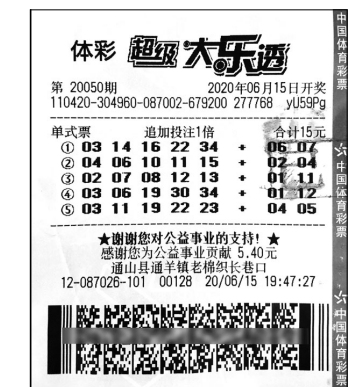 体彩 超级大乐透
第 20050期 2020年06月15日开奖
110420-304960-087002-679200 277768 yU59Pg
单式票 追加投注1倍 合计15元
① 03 14 16 22 34 + 06 07
② 04 06 10 11 15 + 02 04
③ 02 07 08 12 13 + 01 11
④ 03 06 19 30 34 + 01 12
⑤ 03 11 19 22 23 + 04 05
★谢谢您对公益事业的支持!★
感谢您为公益事业贡献 5.40元
通山县通羊镇老棉织长巷口
12-087026-101 00128 20/06/15 19:47:27
中国体育彩票
中国体育彩票
中国体育彩票